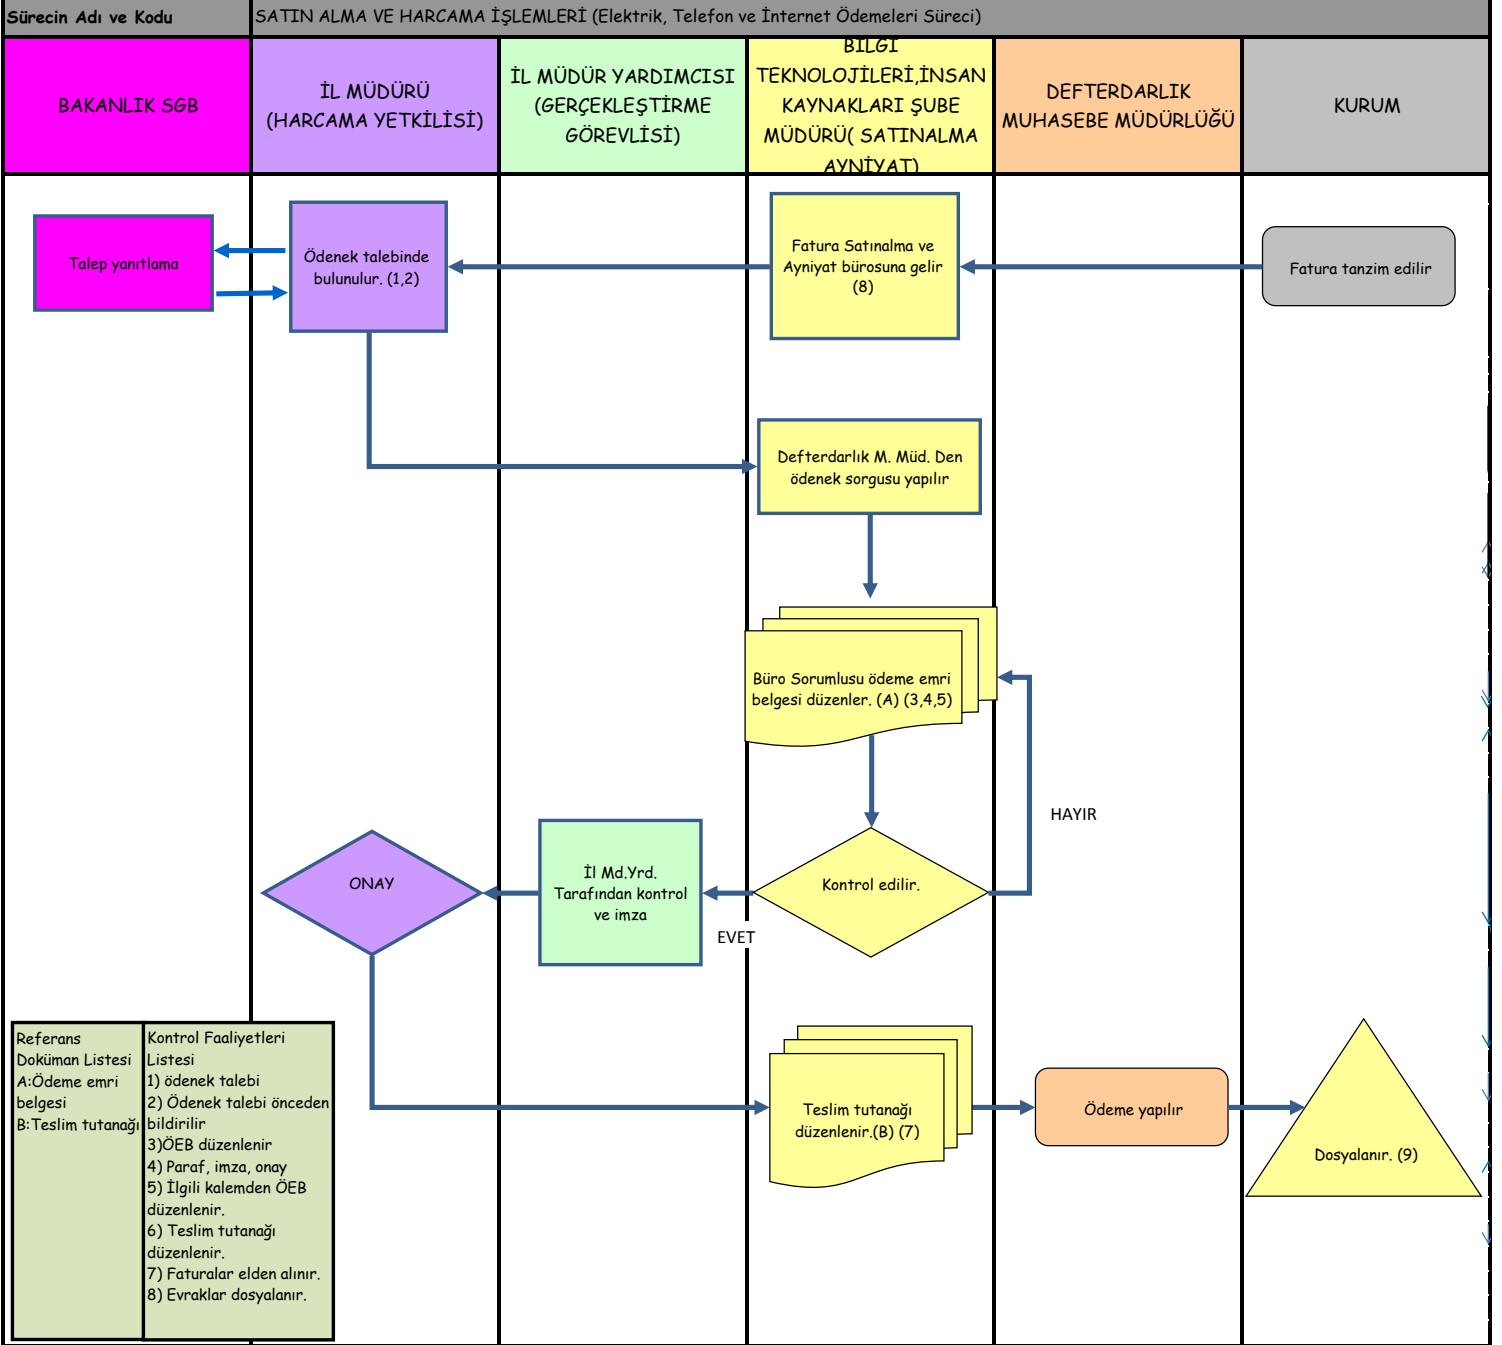 Sürecin Adı ve Kodu
SATIN ALMA VE HARCAMA İŞLEMLERİ (Elektrik, Telefon ve İnternet Ödemeleri Süreci)
BAKANLIK SGB
İL MÜDÜRÜ
(HARCAMA YETKİLİSİ)
İL MÜDÜR YARDIMCISI
(GERÇEKLEŞTİRME
GÖREVLİSİ)
BİLGİ
TEKNOLOJİLERİ,İNSAN
KAYNAKLARI ŞUBE
MÜDÜRÜ( SATINALMA
AYNİYAT)
DEFTERDARLIK
MUHASEBE MÜDÜRLÜĞÜ
KURUM
Talep yanıtlama
Ödenek talebinde
bulunulur. (1,2)
Fatura Satınalma ve
Ayniyat bürosuna gelir
(8)
Fatura tanzim edilir
Defterdarlık M. Müd. Den
ödenek sorgusu yapılır
Büro Sorumlusu ödeme emri
belgesi düzenler. (A) (3,4,5)
HAYIR
ONAY
İl Md.Yrd.
Tarafından kontrol
ve imza
Kontrol edilir.
EVET
Referans
Doküman Listesi
A:Ödeme emri
belgesi
B:Teslim tutanağı
Kontrol Faaliyetleri
Listesi
1) ödenek talebi
2) Ödenek talebi önceden
bildirilir
3)ÖEB düzenlenir
4) Paraf, imza, onay
5) İlgili kalemden ÖEB
düzenlenir.
6) Teslim tutanağı
düzenlenir.
7) Faturalar elden alınır.
8) Evraklar dosyalanır.
Teslim tutanağı
düzenlenir.(B) (7)
Ödeme yapılır
Dosyalanır. (9)